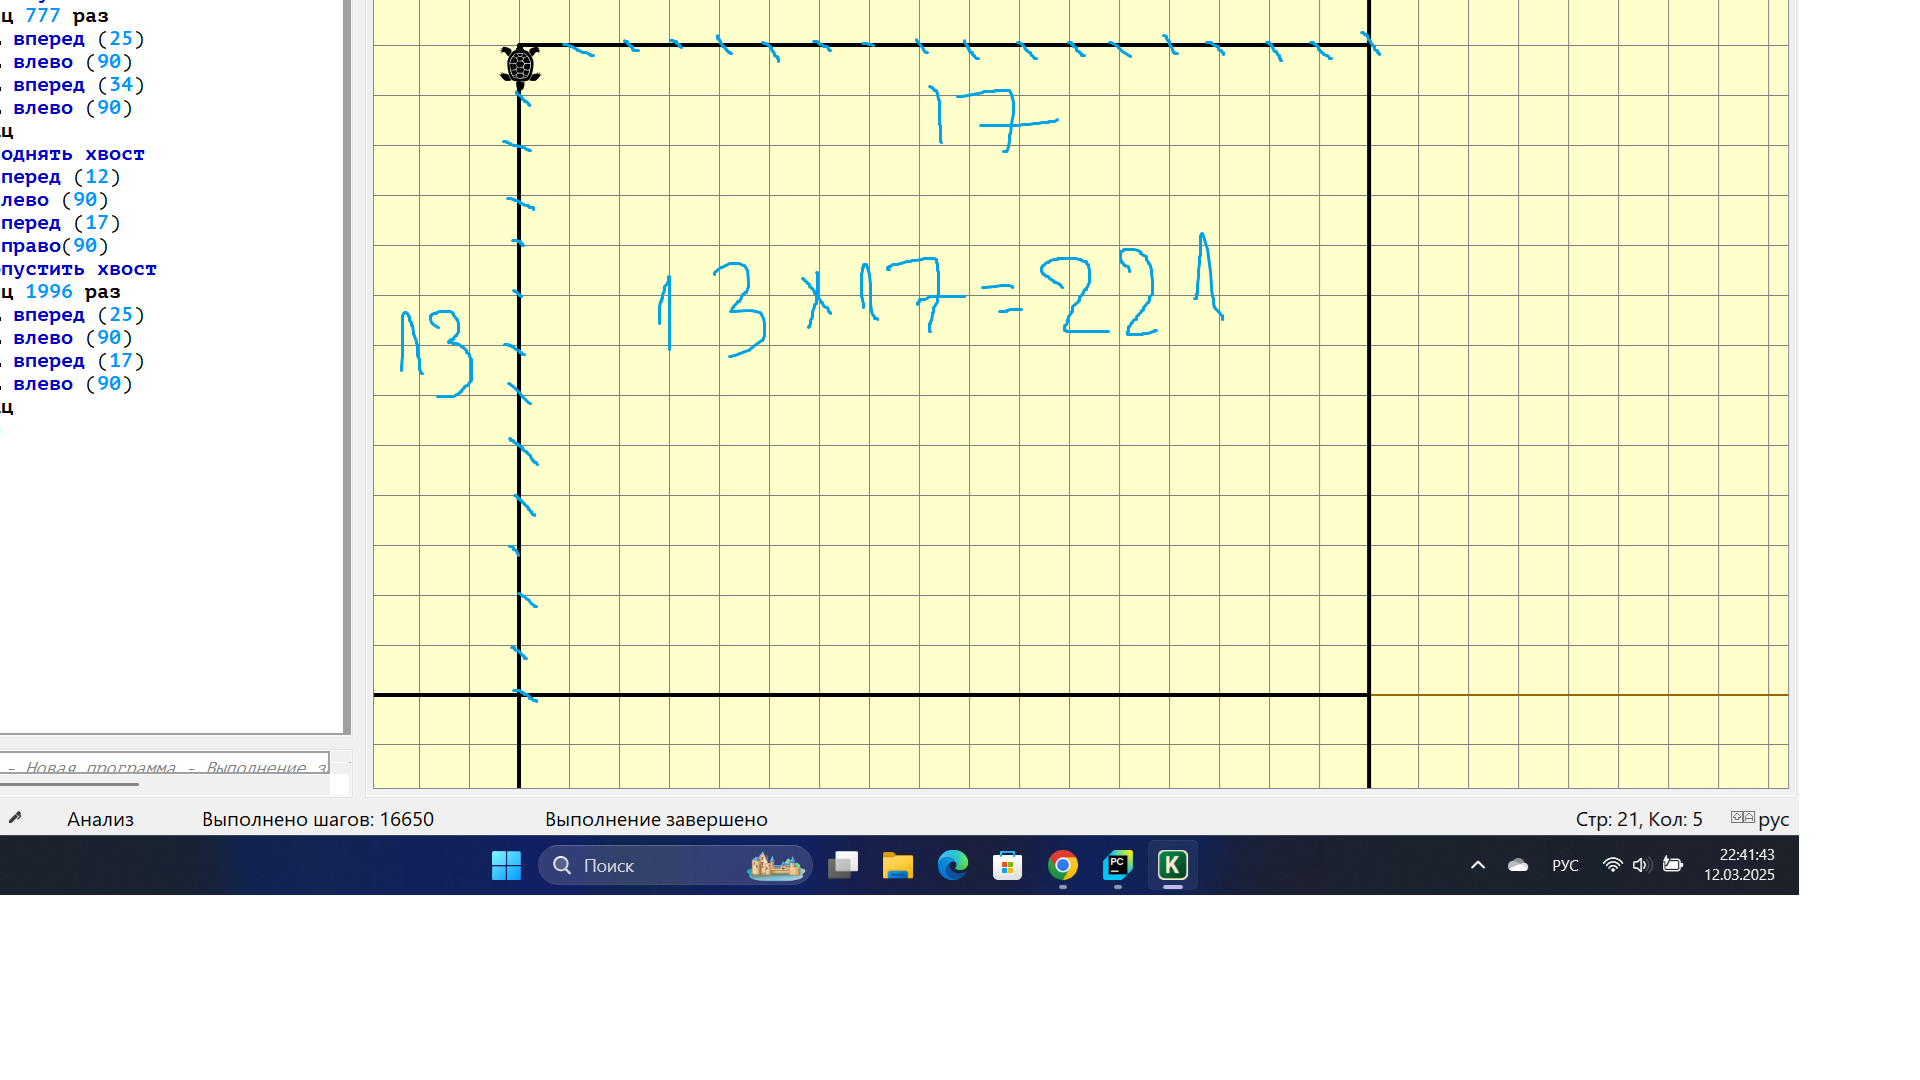 ц 777 раз
вперед (25)
влево (90)
вперед (34)
влево (90)
ц
однять хвост
перед (12)
лево (90)
перед (17)
право(90)
пустить хвост
ц 1996 раз
вперед (25)
влево (90)
вперед (17)
влево (90)
ц
17
13
13x17=221
- Новая программа - Выполнение з
Анализ
Выполнено шагов: 16650
Выполнение завершено
Стр: 21, Кол: 5
рус
Поиск
PC
K
РУС
22:41:43
12.03.2025